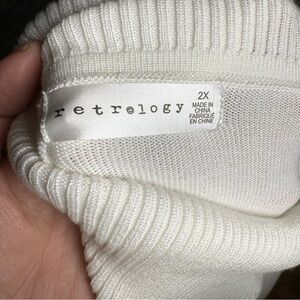 retrology
2X
MADE IN
CHINA
FABRIQUÉ
EN CHINE